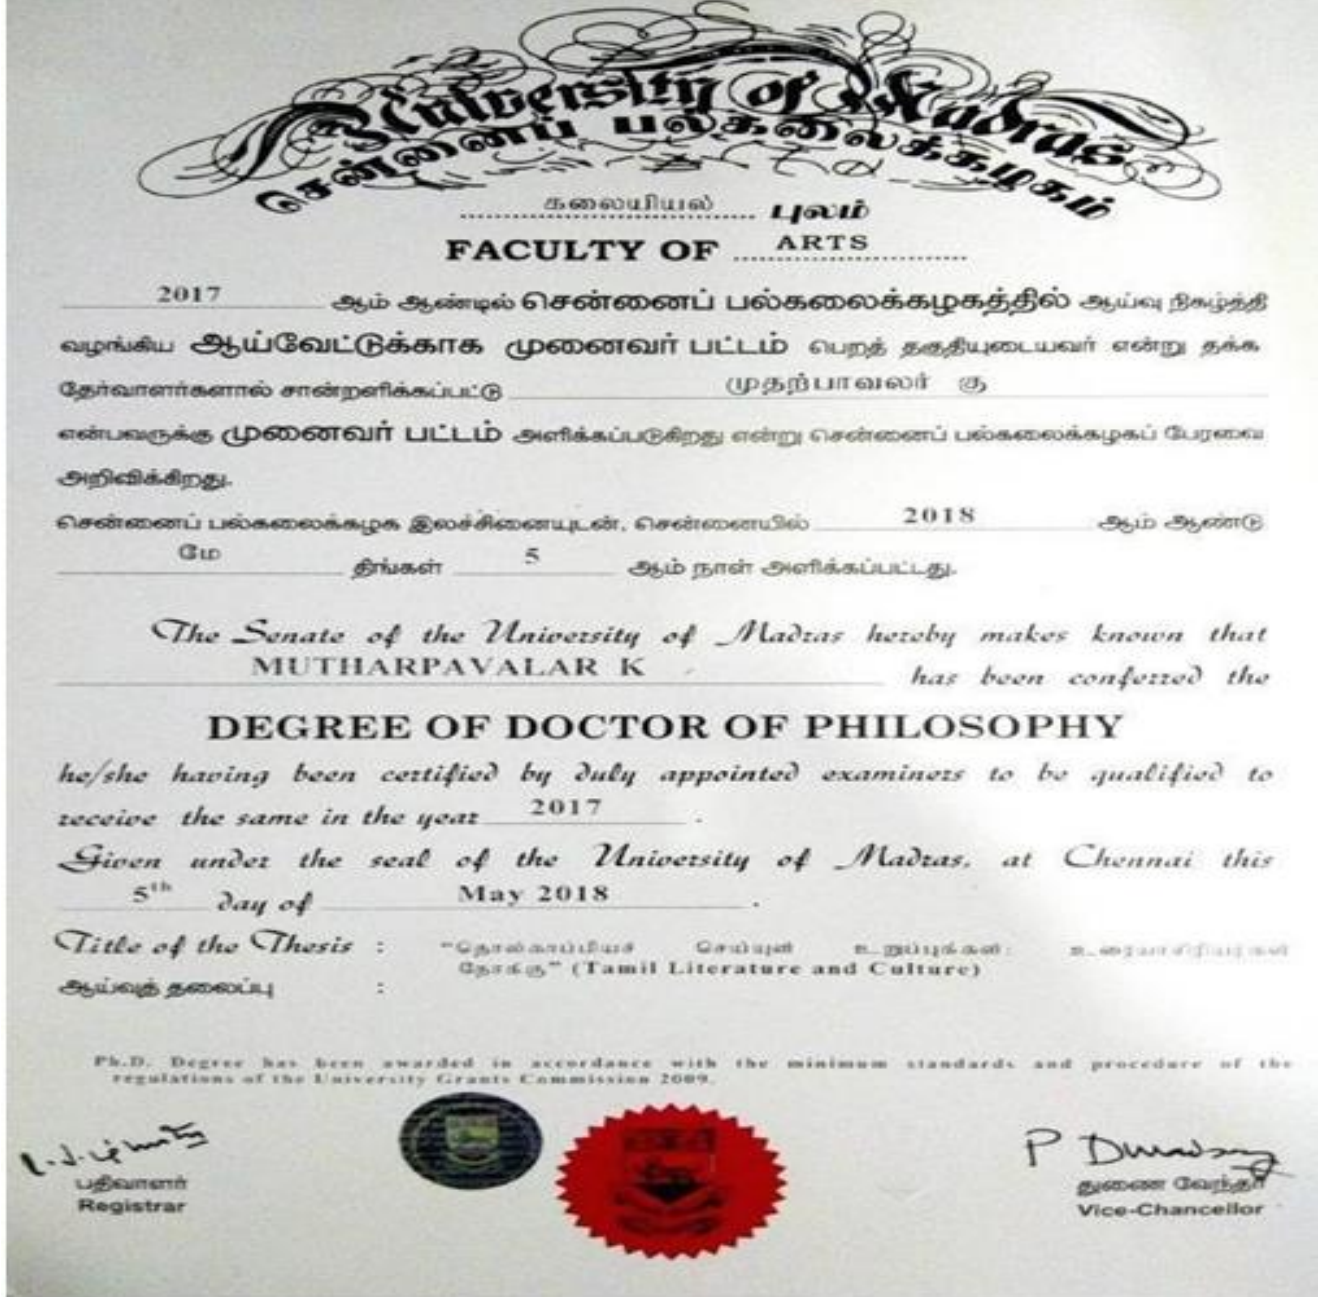 University of Madras
சென்னைப் பல்கலைக்கழகம்
கலையியல் புலம்
FACULTY OF ARTS
2017 ஆம் ஆண்டில் சென்னைப் பல்கலைக்கழகத்தில் ஆய்வு நிகழ்த்தி
வழங்கிய ஆய்வேட்டுக்காக முனைவர் பட்டம் பெறத் தகுதியுடையவர் என்று தக்க
தேர்வாளர்களால் சான்றளிக்கப்பட்டு முதற்பாவலர் கு
என்பவருக்கு முனைவர் பட்டம் அளிக்கப்படுகிறது என்று சென்னைப் பல்கலைக்கழகப் பேரவை
அறிவிக்கிறது.
சென்னைப் பல்கலைக்கழக இலச்சினையுடன், சென்னையில் 2018 ஆம் ஆண்டு
மே திங்கள் 5 ஆம் நாள் அளிக்கப்பட்டது.
The Senate of the University of Madras hereby makes known that
MUTHARPAVALAR K has been conferred the
DEGREE OF DOCTOR OF PHILOSOPHY
he/she having been certified by duly appointed examiners to be qualified to
receive the same in the year 2017.
Given under the seal of the University of Madras, at Chennai this
5th day of May 2018.
Title of the Thesis : "தொல்காப்பியச் செய்யுள் உறுப்புக்கள்: உரையாசிரியர்கள்
நோக்கு" (Tamil Literature and Culture)
ஆய்வுத் தலைப்பு :
Ph.D. Degree has been awarded in accordance with the minimum standards and procedure of the
regulations of the University Grants Commission 2009.
பதிவாளர்
Registrar
துணை வேந்தர்
Vice-Chancellor